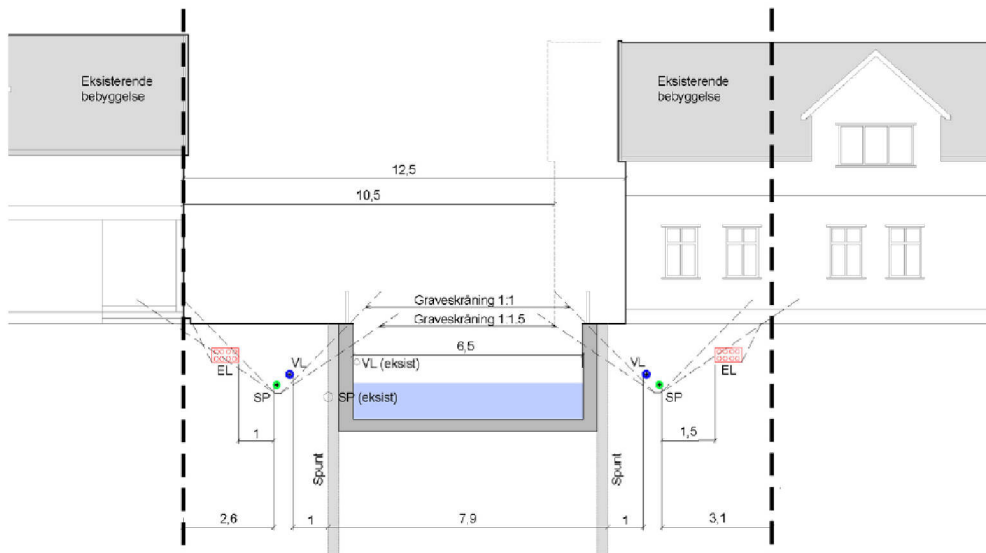 Eksisterende
bebyggelse
Eksisterende
bebyggelse
12,5
10,5
Graveskråning 1:1
Graveskråning 1:1.5
6,5
VL
VL (eksist)
VL
EL
EL
SP
SP (eksist)
SP
1
1,5
Spunt
Spunt
2,6
1
7,9
1
3,1